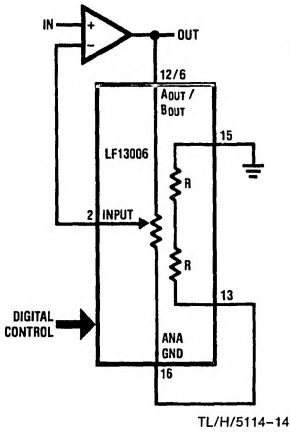 IN
+
−
OUT
12/6
AOUT /
BOUT
15
LF13006
R
2 INPUT
R
DIGITAL
CONTROL
13
ANA
GND
16
TL/H/5114–14